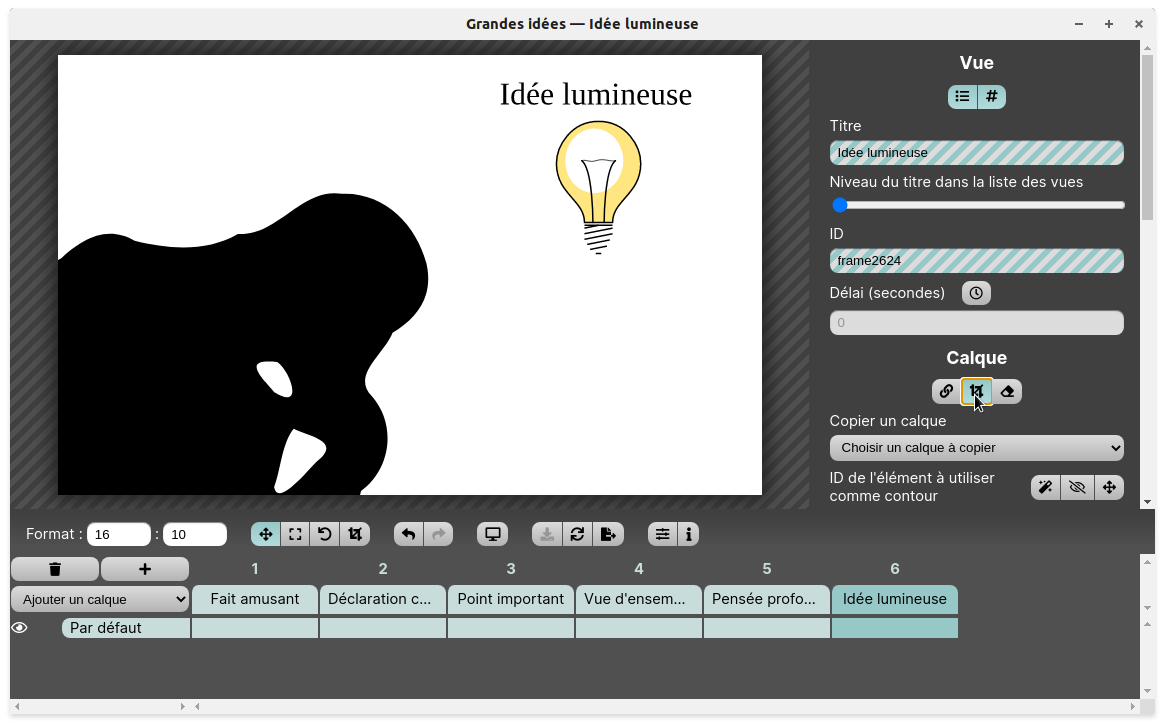 Grandes idées — Idée lumineuse
Idée lumineuse
Vue
Titre
Idée lumineuse
Niveau du titre dans la liste des vues
ID
frame2624
Délai (secondes)
0
Calque
Copier un calque
Choisir un calque à copier
ID de l'élément à utiliser
comme contour
Format : 16 : 10
1 2 3 4 5 6
Ajouter un calque Fait amusant Déclaration c... Point important Vue d'ensem... Pensée profo... Idée lumineuse
Par défaut